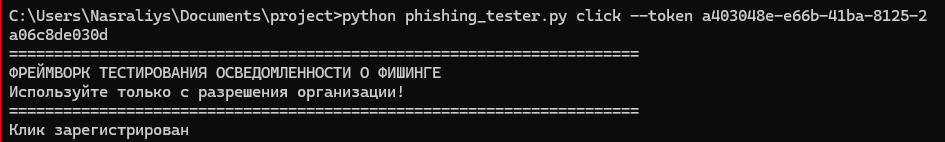 C:\Users\Nasraliys\Documents\project>python phishing_tester.py click --token a403048e-e66b-41ba-8125-2
a06c8de030d
======================================================================
ФРЕЙМВОРК ТЕСТИРОВАНИЯ ОСВЕДОМЛЕННОСТИ О ФИШИНГЕ
Используйте только с разрешения организации!
======================================================================
Клик зарегистрирован